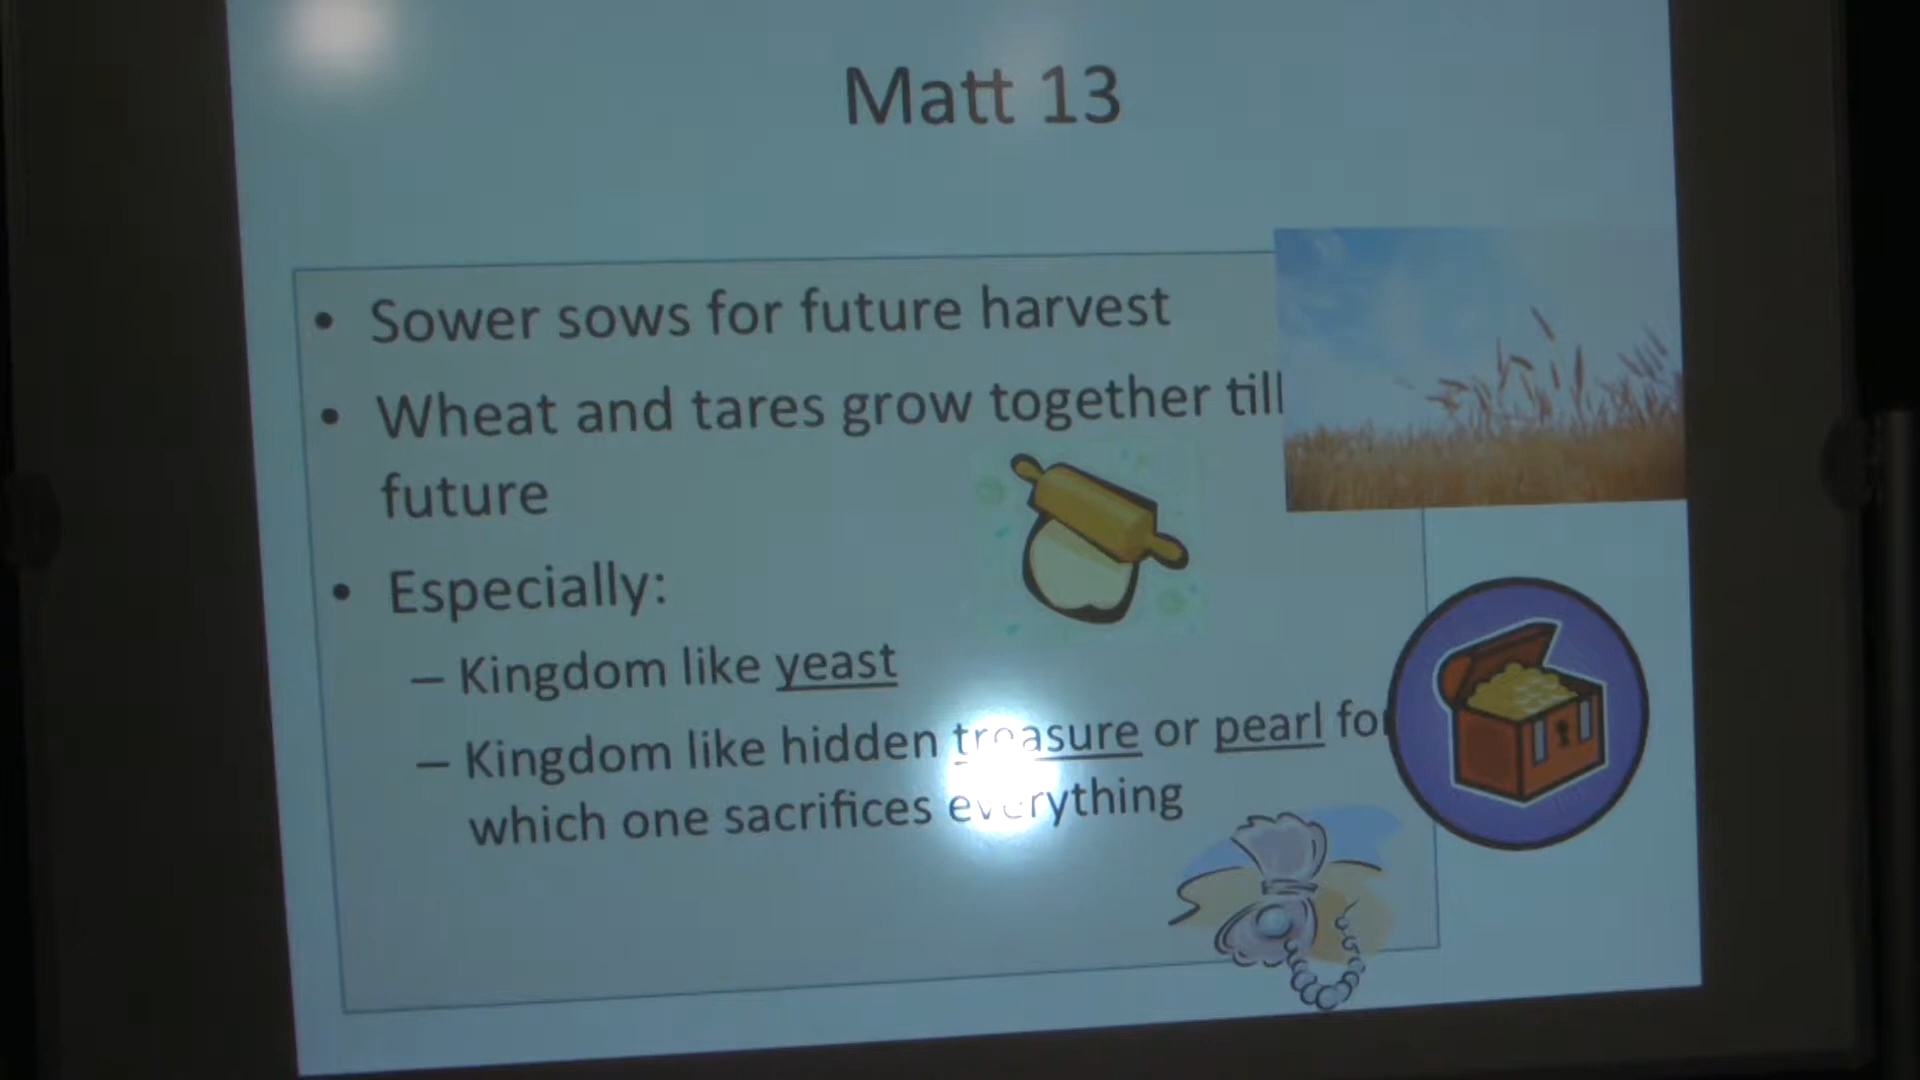 Matt 13
• Sower sows for future harvest
• Wheat and tares grow together till
future
• Especially:
– Kingdom like yeast
– Kingdom like hidden treasure or pearl for
which one sacrifices everything